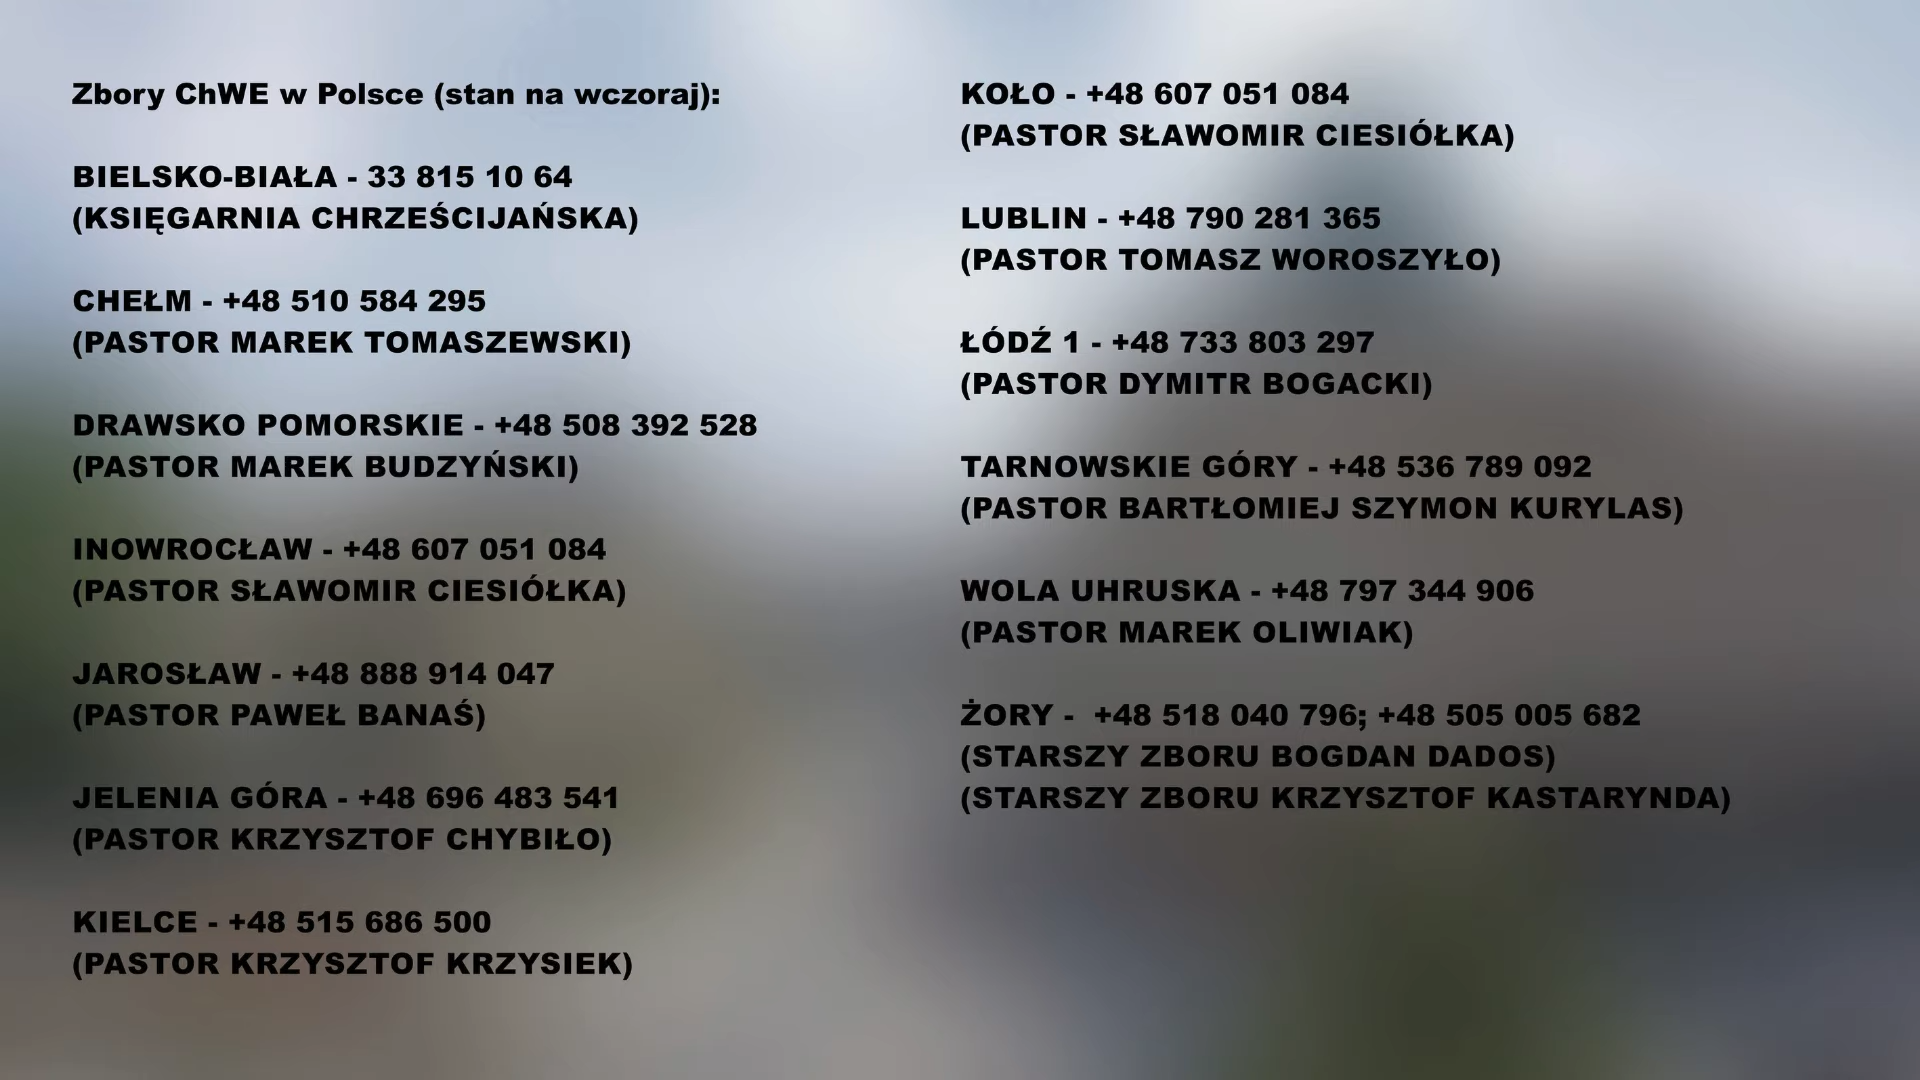 Zbory ChWE w Polsce (stan na wczoraj):
BIELSKO-BIAŁA - 33 815 10 64
(KSIĘGARNIA CHRZEŚCIJAŃSKA)
CHEŁM - +48 510 584 295
(PASTOR MAREK TOMASZEWSKI)
DRAWSKO POMORSKIE - +48 508 392 528
(PASTOR MAREK BUDZYŃSKI)
INOWROCŁAW - +48 607 051 084
(PASTOR SŁAWOMIR CIESIÓŁKA)
JAROSŁAW - +48 888 914 047
(PASTOR PAWEŁ BANAŚ)
JELENIA GÓRA - +48 696 483 541
(PASTOR KRZYSZTOF CHYBIŁO)
KIELCE - +48 515 686 500
(PASTOR KRZYSZTOF KRZYSIEK)
KOŁO - +48 607 051 084
(PASTOR SŁAWOMIR CIESIÓŁKA)
LUBLIN - +48 790 281 365
(PASTOR TOMASZ WOROSZYŁO)
ŁÓDŹ 1 - +48 733 803 297
(PASTOR DYMITR BOGACKI)
TARNOWSKIE GÓRY - +48 536 789 092
(PASTOR BARTŁOMIEJ SZYMON KURYLAS)
WOLA UHRUSKA - +48 797 344 906
(PASTOR MAREK OLIWIAK)
ŻORY -  +48 518 040 796; +48 505 005 682
(STARSZY ZBORU BOGDAN DADOS)
(STARSZY ZBORU KRZYSZTOF KASTARYNDA)